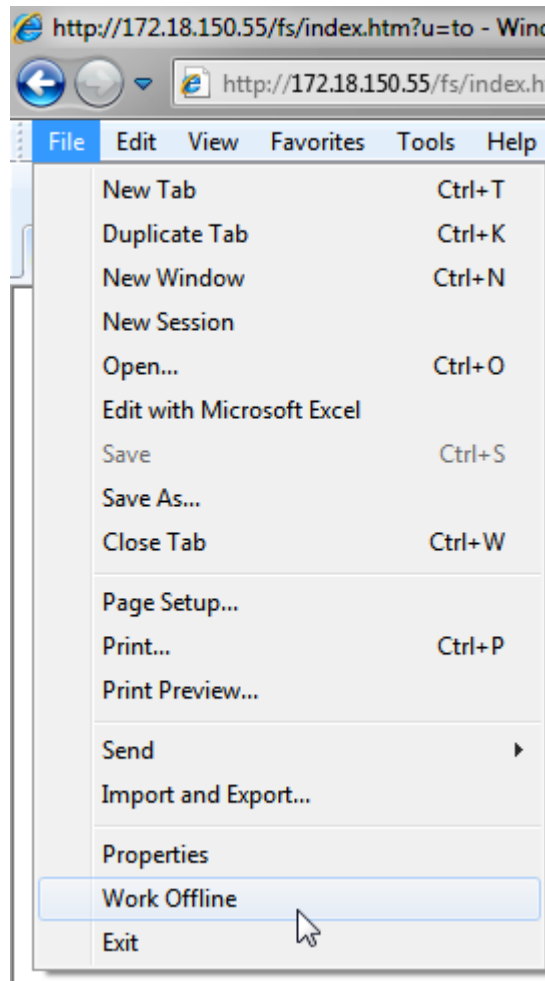 http://172.18.150.55/fs/index.htm?u=to - Wind
http://172.18.150.55/fs/index.h
File Edit View Favorites Tools Help
New Tab Ctrl+T
Duplicate Tab Ctrl+K
New Window Ctrl+N
New Session
Open... Ctrl+O
Edit with Microsoft Excel
Save Ctrl+S
Save As...
Close Tab Ctrl+W
Page Setup...
Print... Ctrl+P
Print Preview...
Send
Import and Export...
Properties
Work Offline
Exit